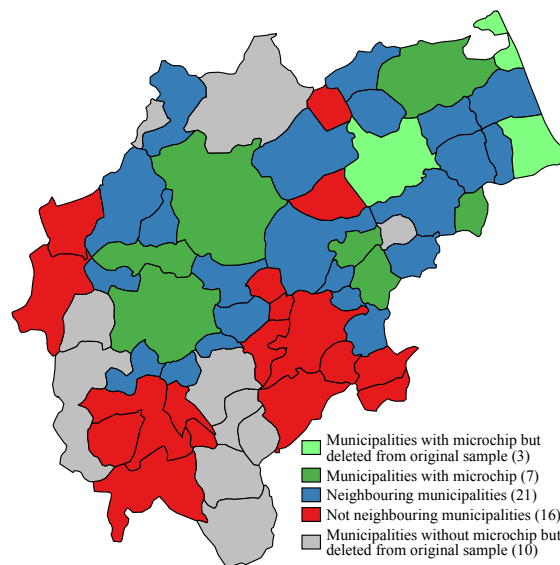 Municipalities with microchip but
deleted from original sample (3)
Municipalities with microchip (7)
Neighbouring municipalities (21)
Not neighbouring municipalities (16)
Municipalities without microchip but
deleted from original sample (10)